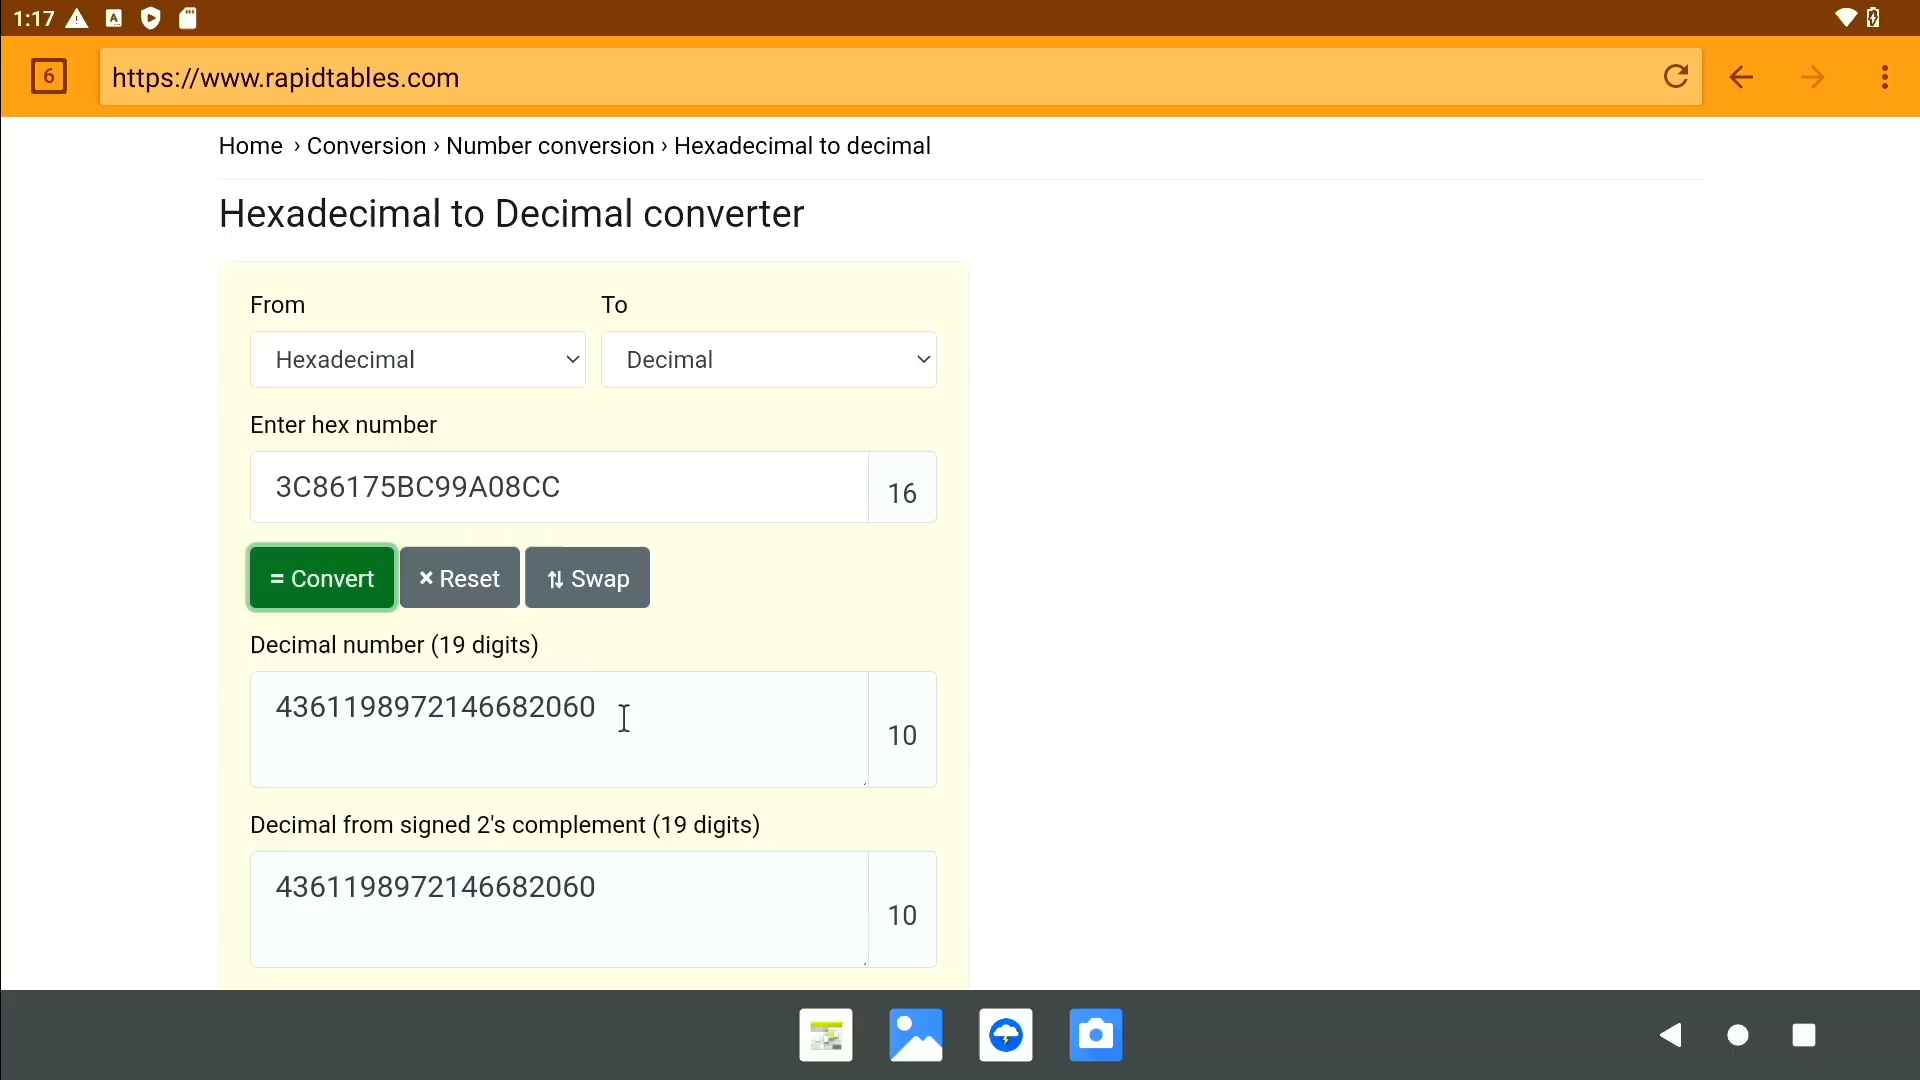 1:17
6
https://www.rapidtables.com
Home › Conversion › Number conversion › Hexadecimal to decimal
Hexadecimal to Decimal converter
From To
Hexadecimal Decimal
Enter hex number
3C86175BC99A08CC 16
= Convert × Reset ⇅ Swap
Decimal number (19 digits)
4361198972146682060 10
Decimal from signed 2's complement (19 digits)
4361198972146682060 10